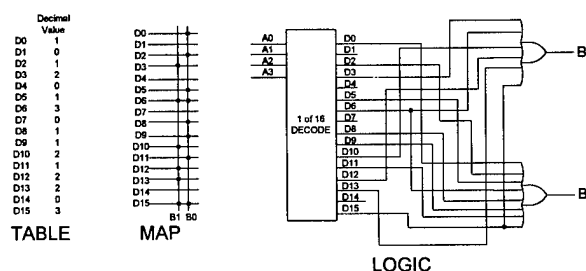 Decimal
Value
D0 1
D1 0
D2 1
D3 2
D4 0
D5 1
D6 3
D7 0
D8 1
D9 1
D10 2
D11 1
D12 2
D13 2
D14 0
D15 3
TABLE
D0
D1
D2
D3
D4
D5
D6
D7
D8
D9
D10
D11
D12
D13
D14
D15
B1 B0
MAP
A0
A1
A2
A3
1 of 16
DECODE
D0
D1
D2
D3
D4
D5
D6
D7
D8
D9
D10
D11
D12
D13
D14
D15
B
B
LOGIC